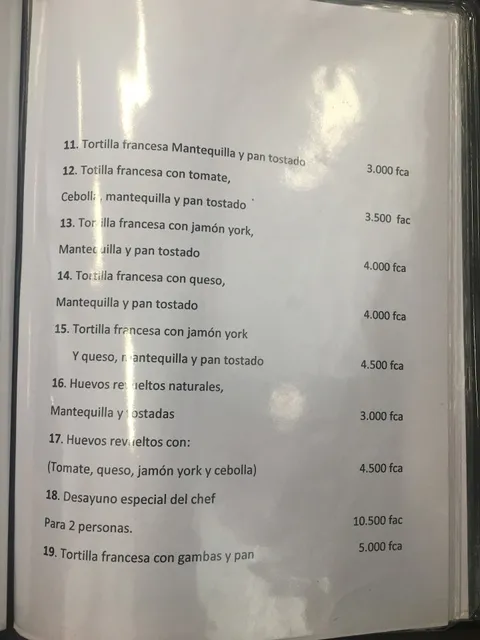 11. Tortilla francesa Mantequilla y pan tostado 3.000 fca
12. Totilla francesa con tomate,
Cebolla, mantequilla y pan tostado 3.500 fac
13. Tortilla francesa con jamón york,
Mantequilla y pan tostado 4.000 fca
14. Tortilla francesa con queso,
Mantequilla y pan tostado 4.000 fca
15. Tortilla francesa con jamón york
Y queso, mantequilla y pan tostado 4.500 fca
16. Huevos revueltos naturales,
Mantequilla y tostadas 3.000 fca
17. Huevos revueltos con:
(Tomate, queso, jamón york y cebolla) 4.500 fca
18. Desayuno especial del chef
Para 2 personas. 10.500 fac
19. Tortilla francesa con gambas y pan 5.000 fca